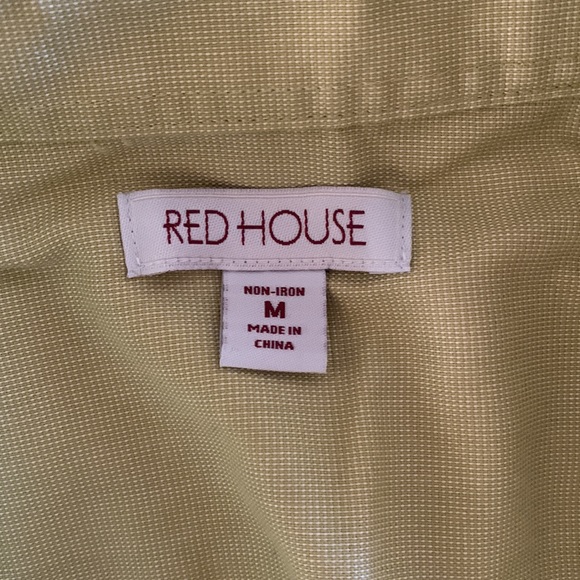 RED HOUSE
NON-IRON
M
MADE IN
CHINA